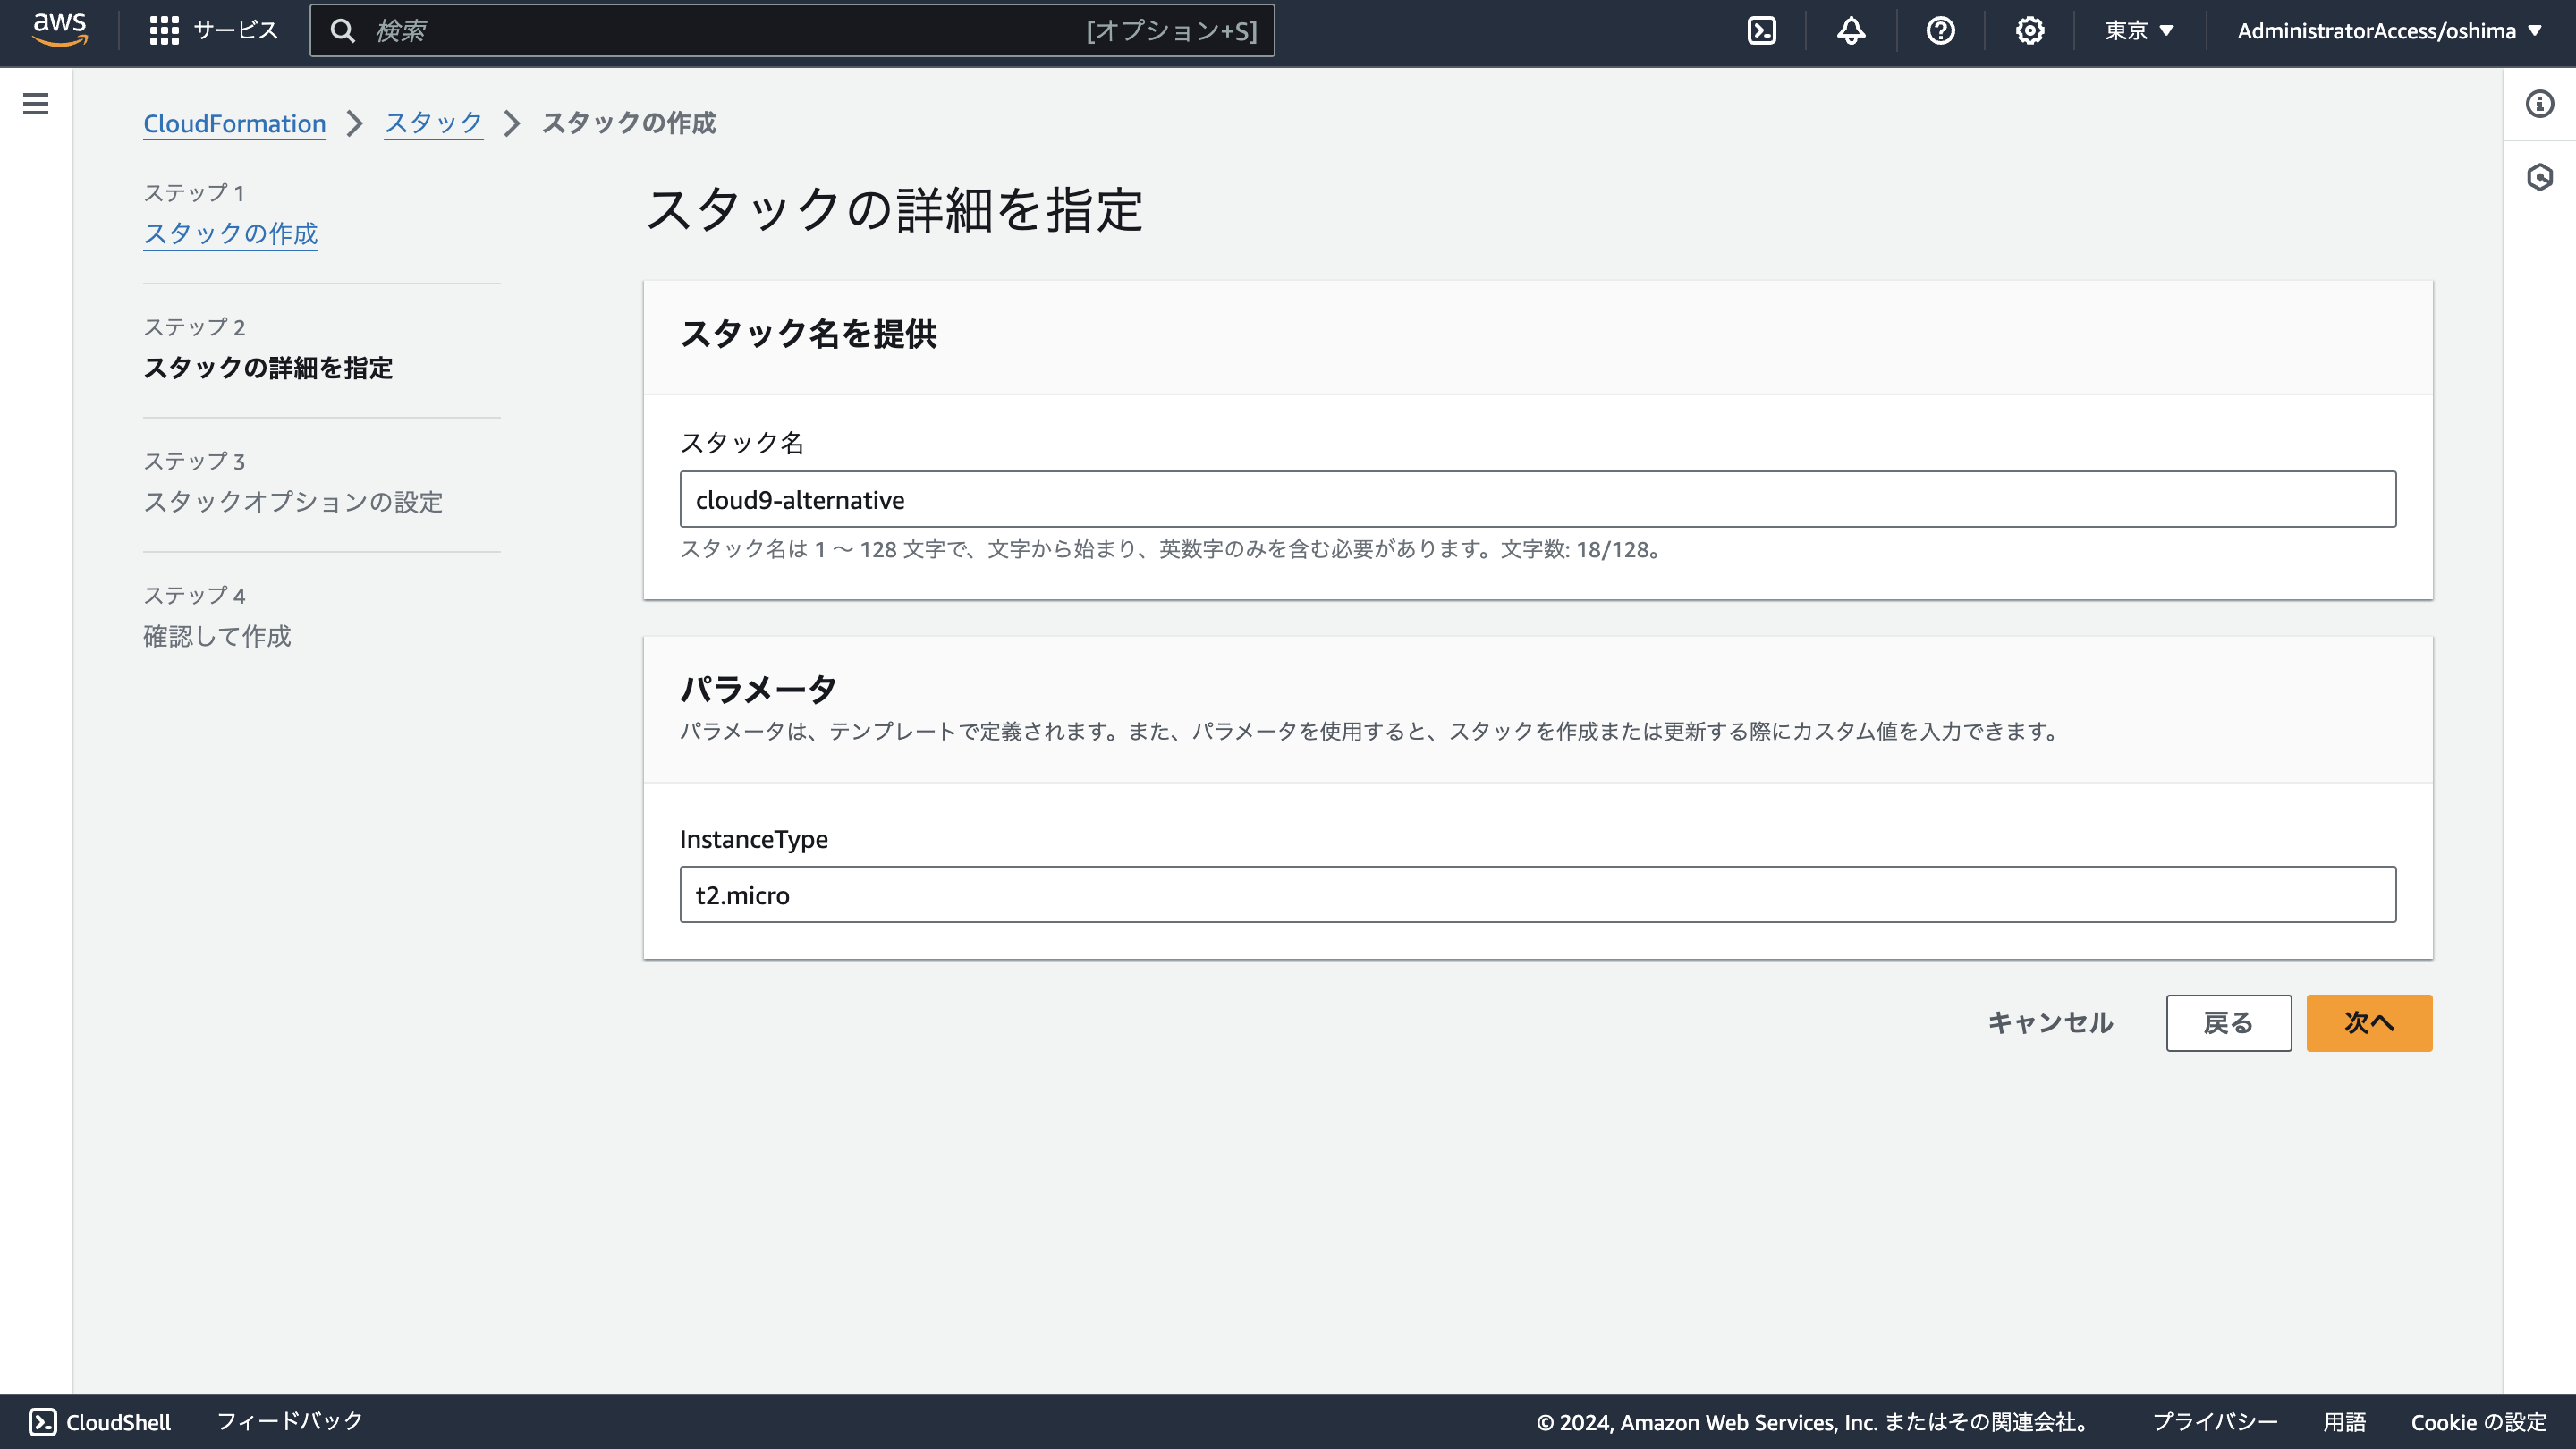 aws サービス 検索 [オプション+S] 東京 AdministratorAccess/oshima
CloudFormation スタック スタックの作成
ステップ 1
スタックの作成
ステップ 2
スタックの詳細を指定
ステップ 3
スタックオプションの設定
ステップ 4
確認して作成
スタックの詳細を指定
スタック名を提供
スタック名
cloud9-alternative
スタック名は 1 ～ 128 文字で、文字から始まり、英数字のみを含む必要があります。文字数: 18/128。
パラメータ
パラメータは、テンプレートで定義されます。また、パラメータを使用すると、スタックを作成または更新する際にカスタム値を入力できます。
InstanceType
t2.micro
キャンセル 戻る 次へ
CloudShell フィードバック © 2024, Amazon Web Services, Inc. またはその関連会社。 プライバシー 用語 Cookie の設定